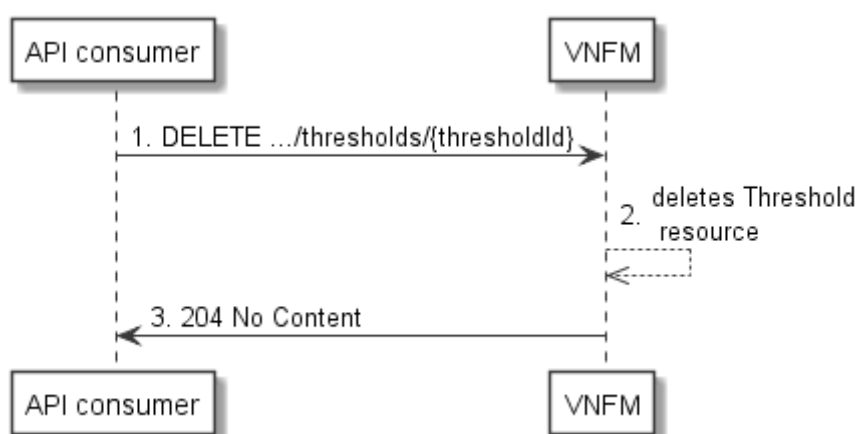 API consumer
VNFM
1. DELETE .../thresholds/{thresholdId}
2. deletes Threshold
resource
3. 204 No Content
API consumer
VNFM